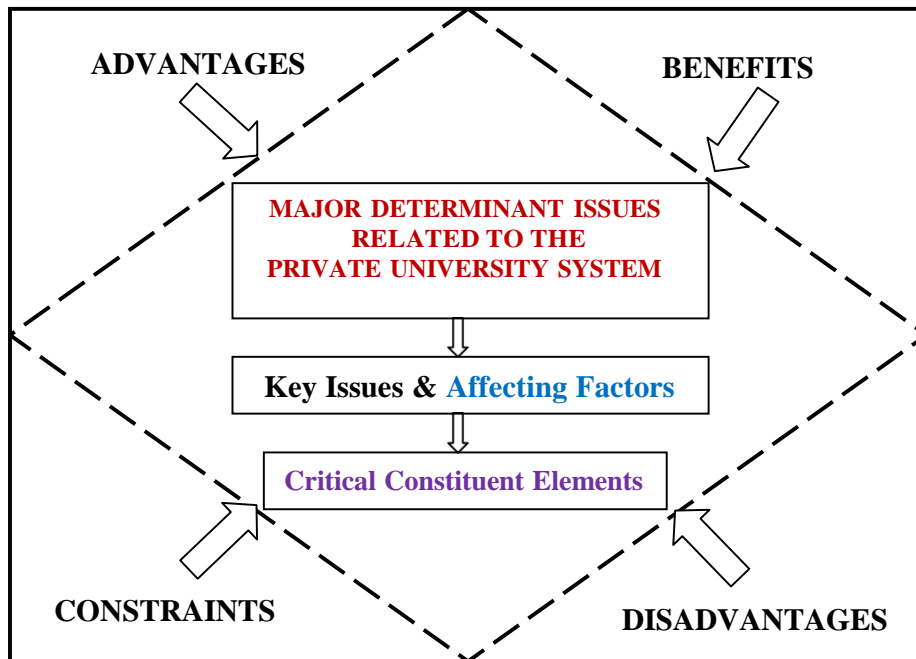 ADVANTAGES
BENEFITS
MAJOR DETERMINANT ISSUES
RELATED TO THE
PRIVATE UNIVERSITY SYSTEM
Key Issues & Affecting Factors
Critical Constituent Elements
CONSTRAINTS
DISADVANTAGES